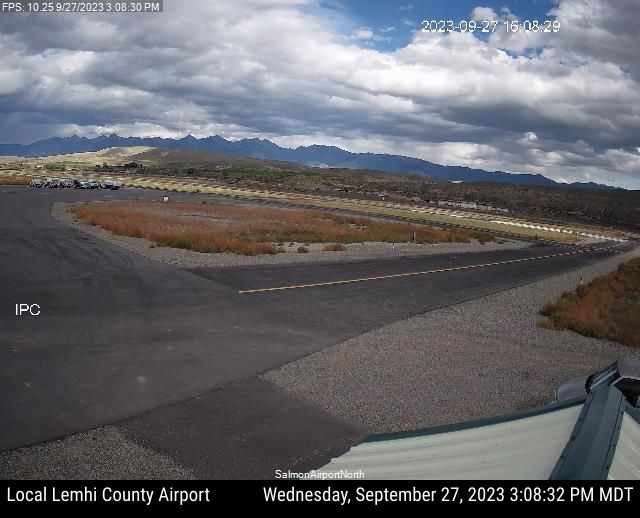 FPS: 10.25 9/27/2023 3:08:30 PM
2023-09-27 16:08:29
IPC
SalmonAirportNorth
Local Lemhi County Airport Wednesday, September 27, 2023 3:08:32 PM MDT